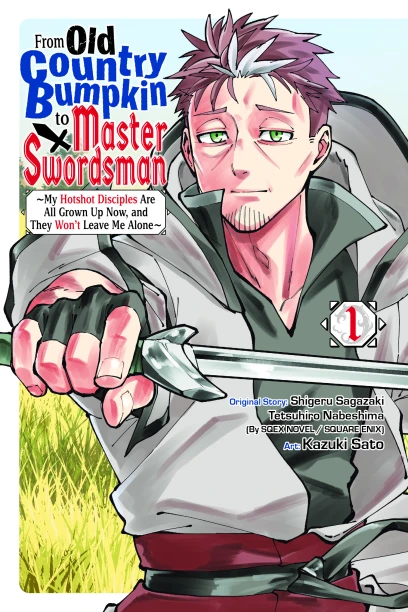 From Old
Country
Bumpkin
to Master
Swordsman
~My Hotshot Disciples Are
All Grown Up Now, and
They Won't Leave Me Alone~
1
Original Story: Shigeru Sagazaki
Tetsuhiro Nabeshima
(By SQEX NOVEL / SQUARE ENIX)
Art: Kazuki Sato